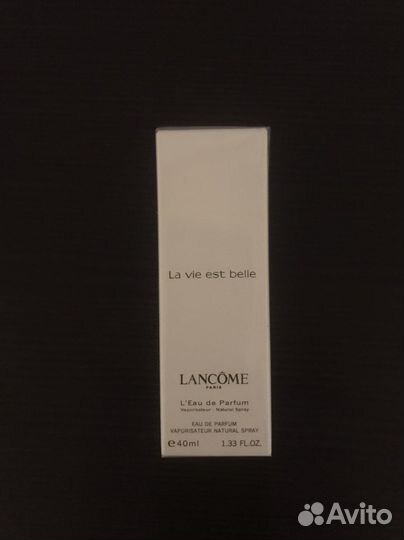 La vie est belle
LANCÔME
PARIS
L'Eau de Parfum
Vaporisateur - Natural Spray
EAU DE PARFUM
VAPORISATEUR NATURAL SPRAY
e40ml 1.33 FL.OZ.
Avito